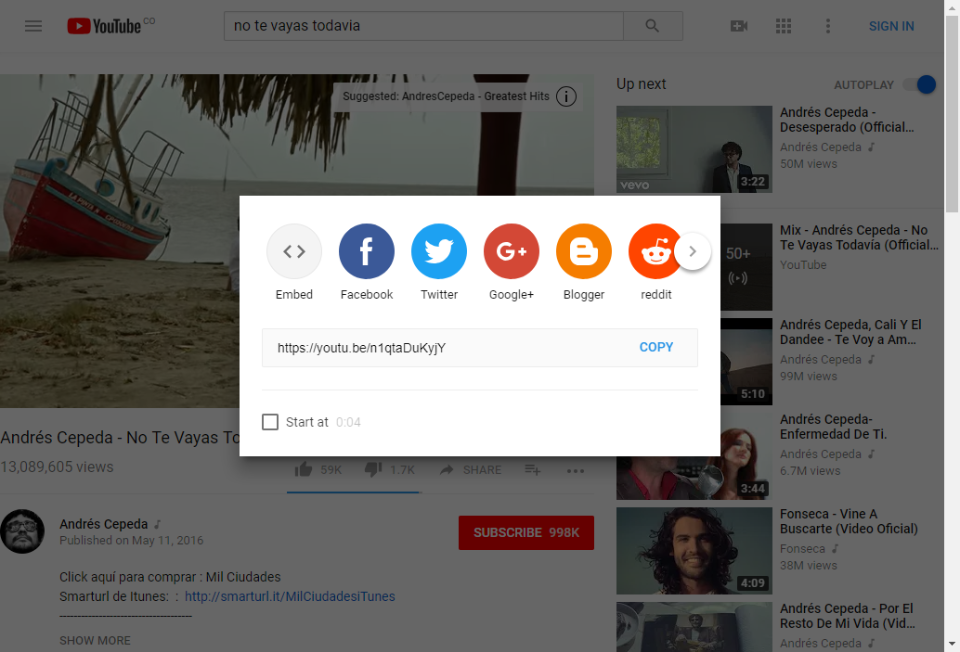 YouTube CO
no te vayas todavia
SIGN IN
Suggested: AndresCepeda - Greatest Hits
Up next
AUTOPLAY
Andrés Cepeda -
Desesperado (Official...
Andrés Cepeda
50M views
vevo
3:22
Mix - Andrés Cepeda - No
Te Vayas Todavía (Official...
YouTube
50+
Embed
Facebook
Twitter
G+
Google+
Blogger
reddit
https://youtu.be/n1qtaDuKyjY
COPY
Start at 0:04
Andrés Cepeda, Cali Y El
Dandee - Te Voy a Am...
Andrés Cepeda
99M views
5:10
Andrés Cepeda-
Enfermedad De Ti.
Andrés Cepeda
6.7M views
3:44
Andrés Cepeda - No Te Vayas To
13,089,605 views
59K
1.7K
SHARE
Andrés Cepeda
Published on May 11, 2016
SUBSCRIBE 998K
Click aquí para comprar : Mil Ciudades
Smarturl de Itunes: : http://smarturl.it/MilCiudadesiTunes
----------------------------------------
SHOW MORE
Fonseca - Vine A
Buscarte (Video Oficial)
Fonseca
38M views
4:09
Andrés Cepeda - Por El
Resto De Mi Vida (Vid...
Andrés Cepeda